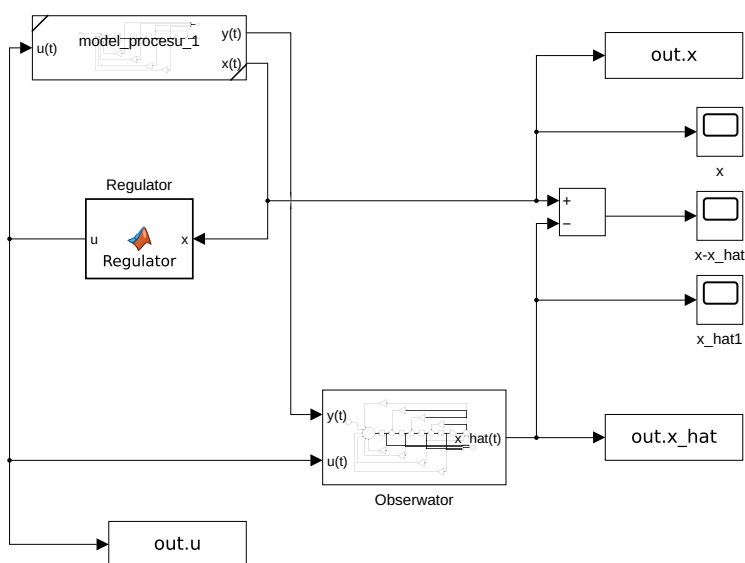 model_procesu_1
u(t)
y(t)
x(t)
out.x
x
Regulator
u
x
Regulator
+
−
x-x_hat
x_hat1
y(t)
u(t)
x_hat(t)
Obserwator
out.x_hat
out.u